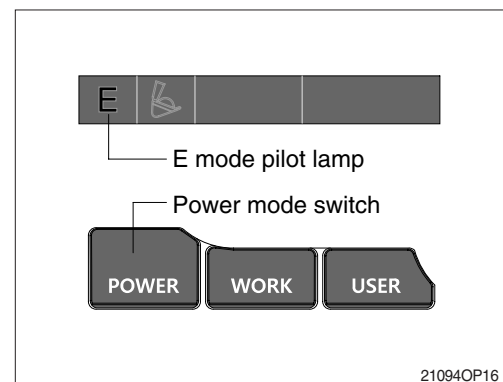 E
E mode pilot lamp
Power mode switch
POWER WORK USER
21094OP16